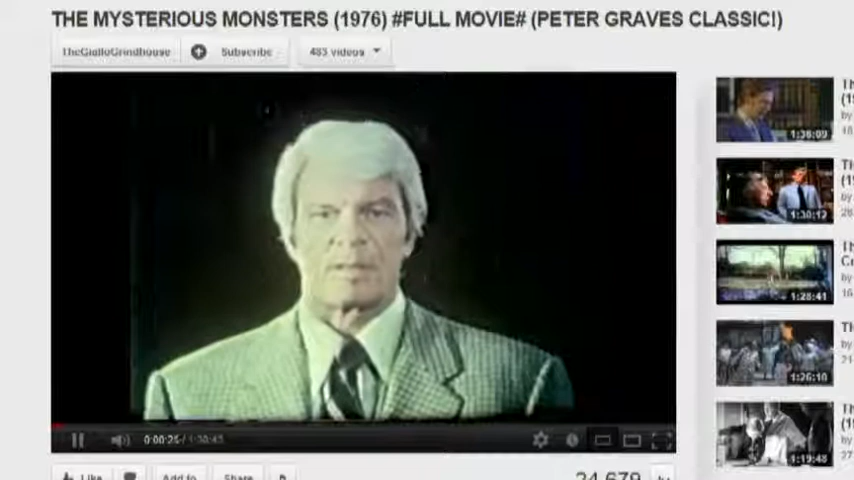 THE MYSTERIOUS MONSTERS (1976) #FULL MOVIE# (PETER GRAVES CLASSIC!)
TheGialloGrindhouse Subscribe 483 videos
1:36:09
1:30:12
1:28:41
1:26:10
0:00:25 / 1:30:43
1:19:48
Like Add to Share 24,679